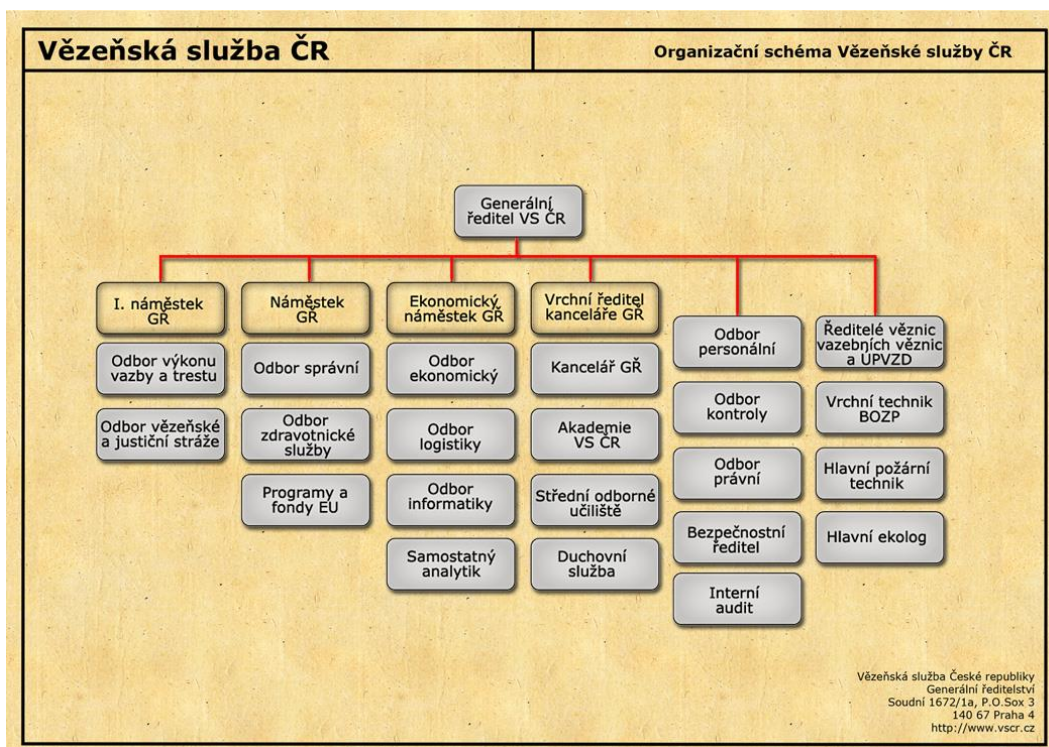 Vězeňská služba ČR
Organizační schéma Vězeňské služby ČR
Generální
ředitel VS ČR
I. náměstek
GŘ
Odbor výkonu
vazby a trestu
Odbor vězeňské
a justiční stráže
Náměstek
GŘ
Odbor správní
Odbor
zdravotnické
služby
Programy a
fondy EU
Ekonomický
náměstek GŘ
Odbor
ekonomický
Odbor
logistiky
Odbor
informatiky
Samostatný
analytik
Vrchní ředitel
kanceláře GŘ
Kancelář GŘ
Akademie
VS ČR
Střední odborné
učiliště
Duchovní
služba
Odbor
personální
Odbor
kontroly
Odbor
právní
Bezpečnostní
ředitel
Interní
audit
Ředitelé věznic
vazebních věznic
a ÚPVZD
Vrchní technik
BOZP
Hlavní požární
technik
Hlavní ekolog
Vězeňská služba České republiky
Generální ředitelství
Soudní 1672/1a, P.O.Sox 3
140 67 Praha 4
http://www.vscr.cz